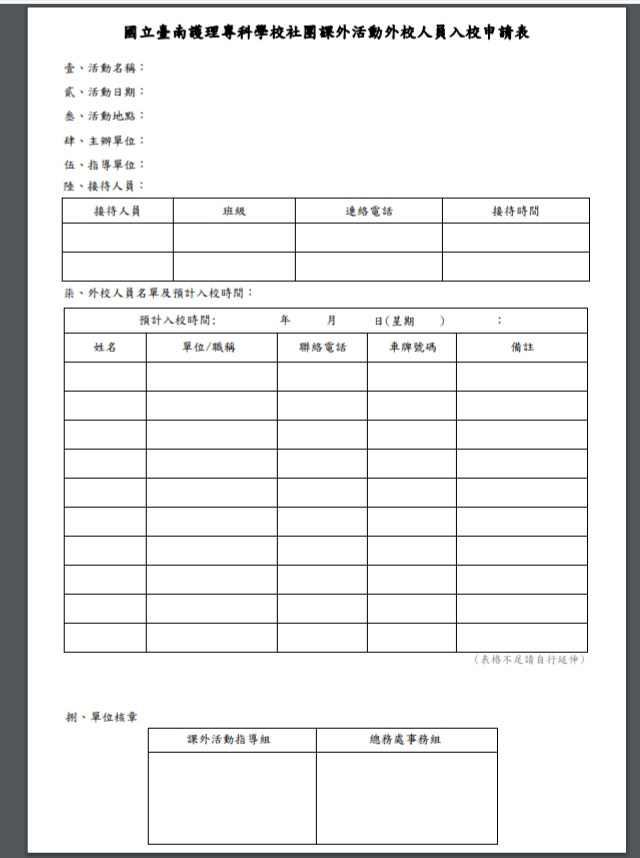 國立臺南護理專科學校社團課外活動外校人員入校申請表
壹、活動名稱：
貳、活動日期：
叁、活動地點：
肆、主辦單位：
伍、指導單位：
陸、接待人員：
接待人員 班級 連絡電話 接待時間
柒、外校人員名單及預計入校時間：
預計入校時間: 年 月 日(星期 ) ：
姓名 單位/職稱 聯絡電話 車牌號碼 備註
（表格不足請自行延伸）
捌、單位核章
課外活動指導組 總務處事務組